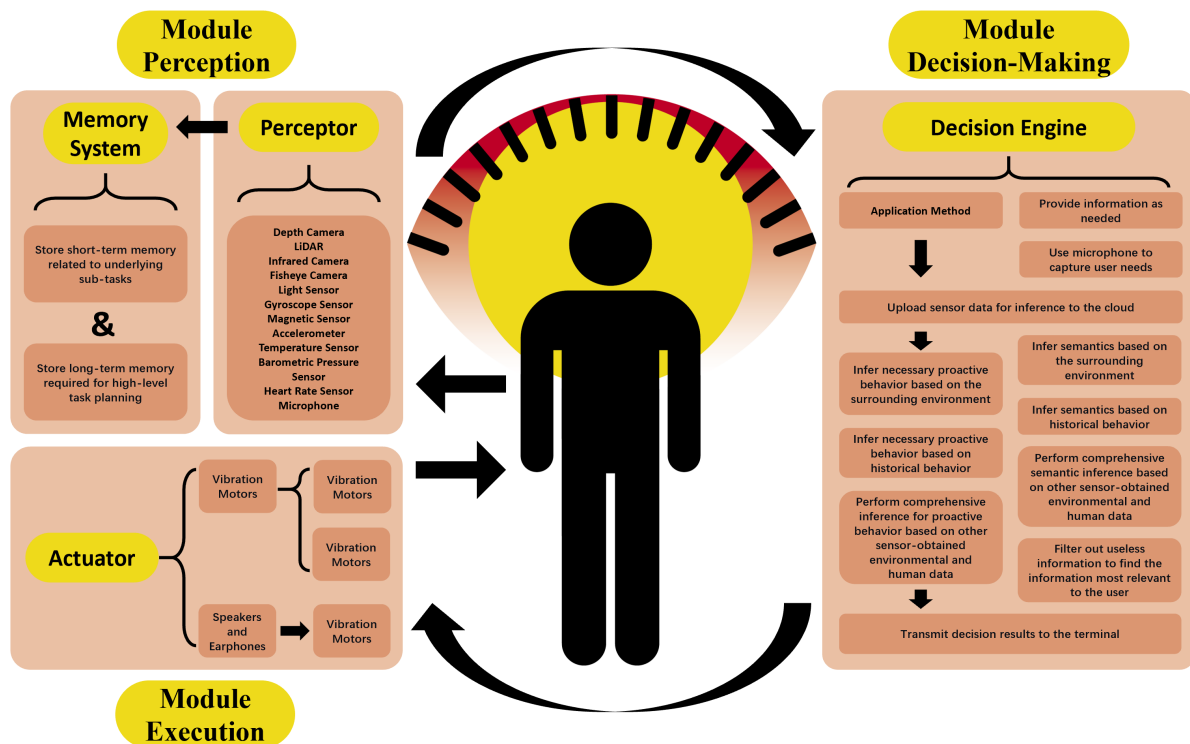 Module
Perception
Memory
System
Perceptor
Store short-term memory
related to underlying
sub-tasks
&
Store long-term memory
required for high-level
task planning
Depth Camera
LiDAR
Infrared Camera
Fisheye Camera
Light Sensor
Gyroscope Sensor
Magnetic Sensor
Accelerometer
Temperature Sensor
Barometric Pressure
Sensor
Heart Rate Sensor
Microphone
Actuator
Vibration
Motors
Vibration
Motors
Vibration
Motors
Speakers
and
Earphones
Vibration
Motors
Module
Execution
Module
Decision-Making
Decision Engine
Application Method
Provide information as
needed
Use microphone to
capture user needs
Upload sensor data for inference to the cloud
Infer necessary proactive
behavior based on the
surrounding environment
Infer necessary proactive
behavior based on
historical behavior
Perform comprehensive
inference for proactive
behavior based on other
sensor-obtained
environmental and
human data
Infer semantics based on
the surrounding
environment
Infer semantics based on
historical behavior
Perform comprehensive
semantic inference based
on other sensor-obtained
environmental and
human data
Filter out useless
information to find the
information most relevant
to the user
Transmit decision results to the terminal